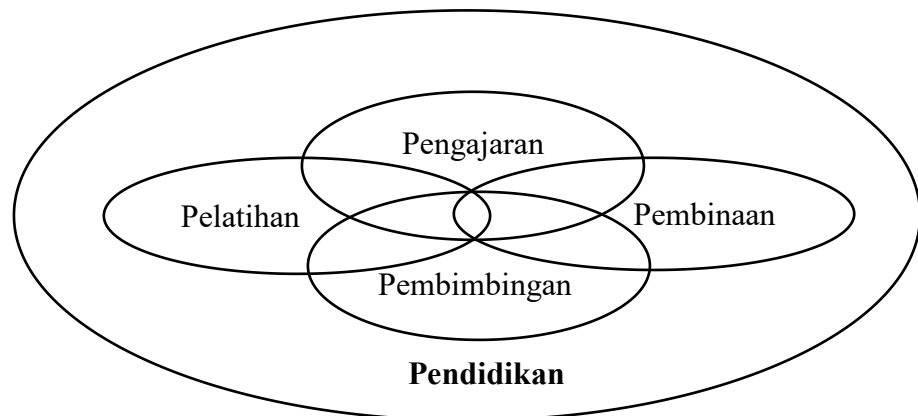 Pengajaran
Pelatihan
Pembinaan
Pembimbingan
Pendidikan